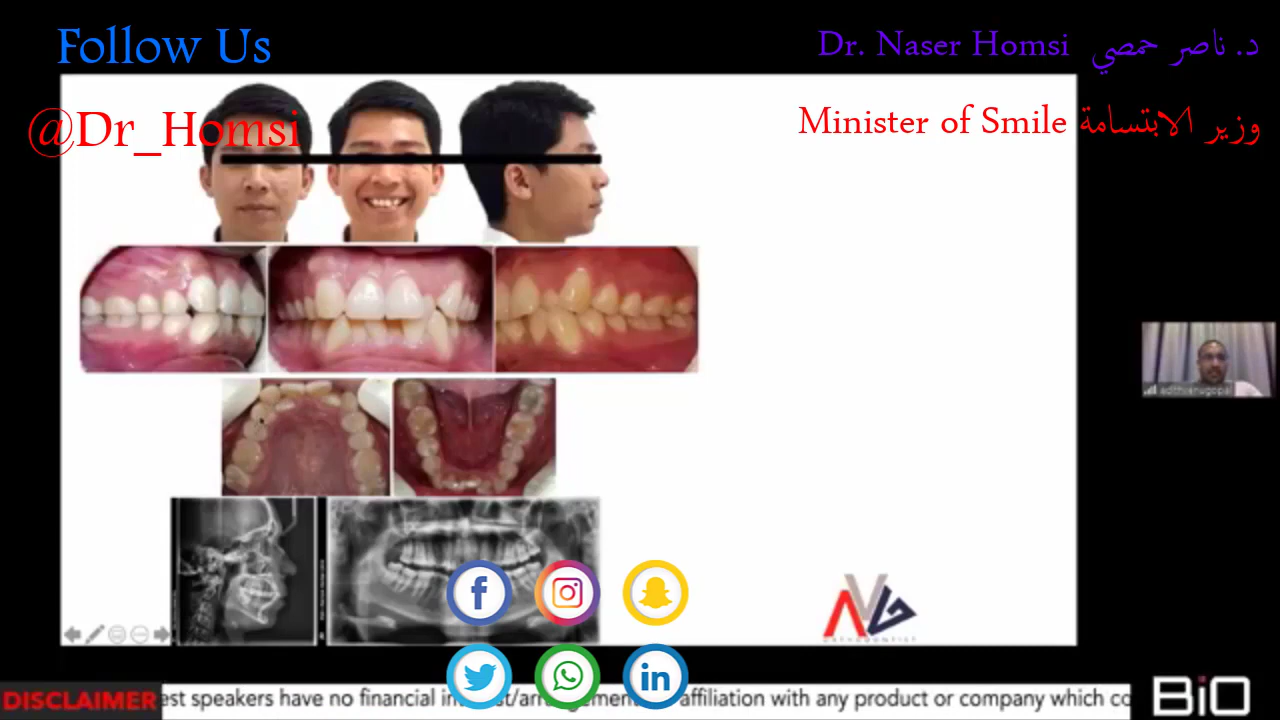 Follow Us
Dr. Naser Homsi د. ناصر حمصي
@Dr_Homsi
Minister of Smile وزير الابتسامة
ORTHODONTIST
DISCLAIMER
est speakers have no financial affiliation with any product or company which co
BiO